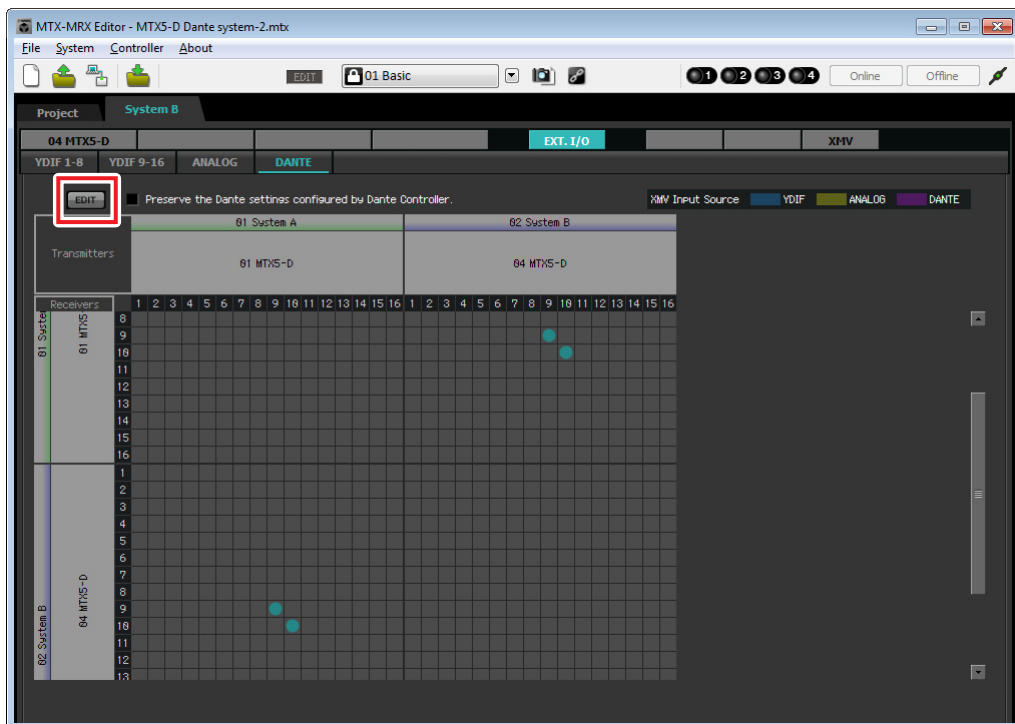 MTX-MRX Editor - MTX5-D Dante system-2.mtx
File System Controller About
EDIT 01 Basic 1 2 3 4 Online Offline
Project System B
04 MTX5-D EXT. I/O XMV
YDIF 1-8 YDIF 9-16 ANALOG DANTE
EDIT Preserve the Dante settings configured by Dante Controller. XMV Input Source YDIF ANALOG DANTE
01 System A 02 System B
Transmitters
01 MTX5-D 04 MTX5-D
Receivers 1 2 3 4 5 6 7 8 9 10 11 12 13 14 15 16 1 2 3 4 5 6 7 8 9 10 11 12 13 14 15 16
01 System
01 MTX5
8
9
10
11
12
13
14
15
16
02 System B
04 MTX5-D
1
2
3
4
5
6
7
8
9
10
11
12
13